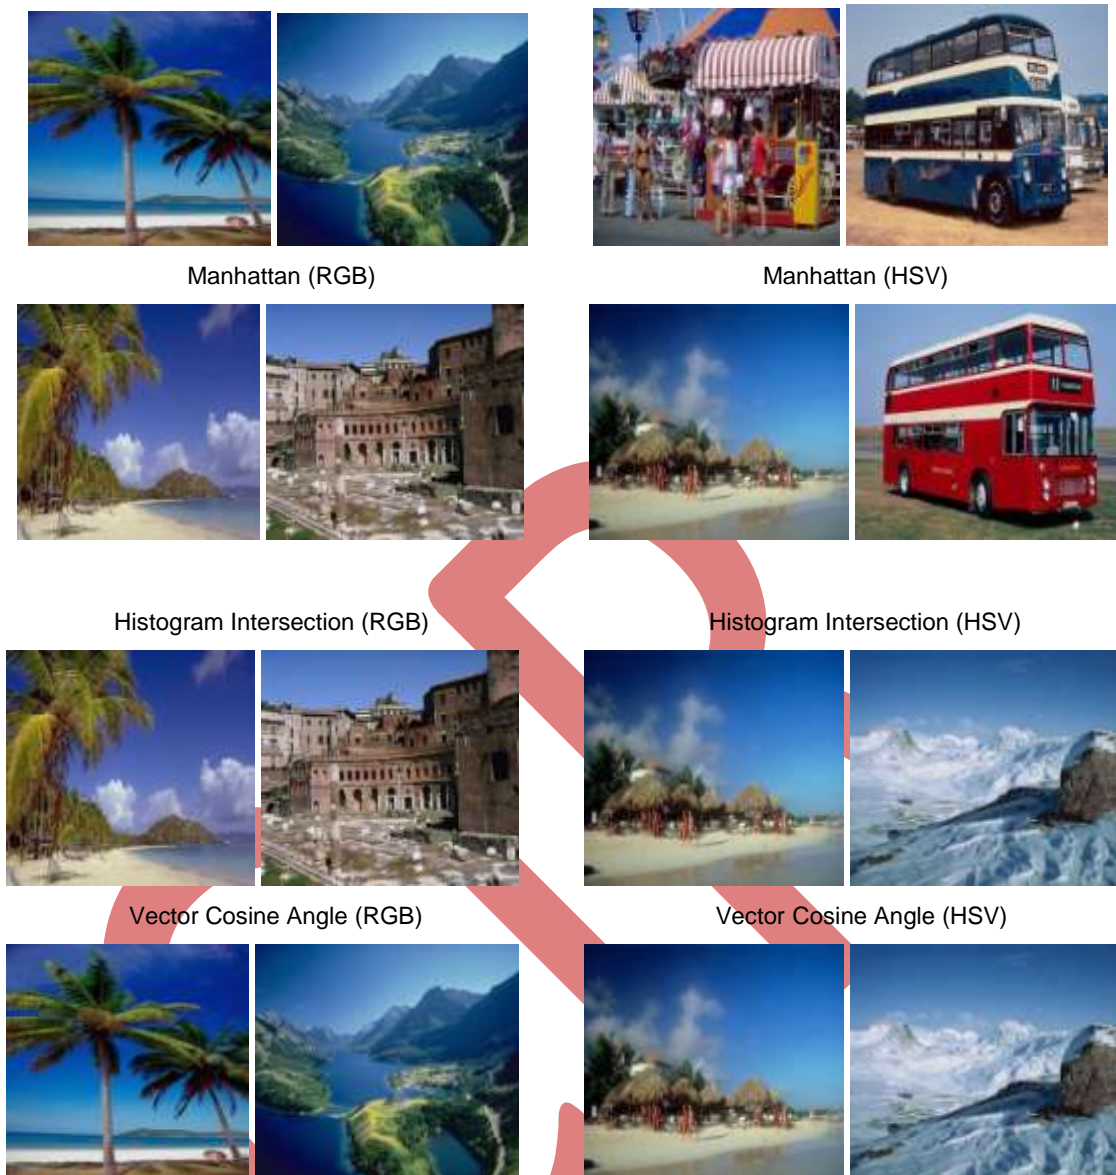 Manhattan (RGB)
Manhattan (HSV)
Histogram Intersection (RGB)
Histogram Intersection (HSV)
Vector Cosine Angle (RGB)
Vector Cosine Angle (HSV)